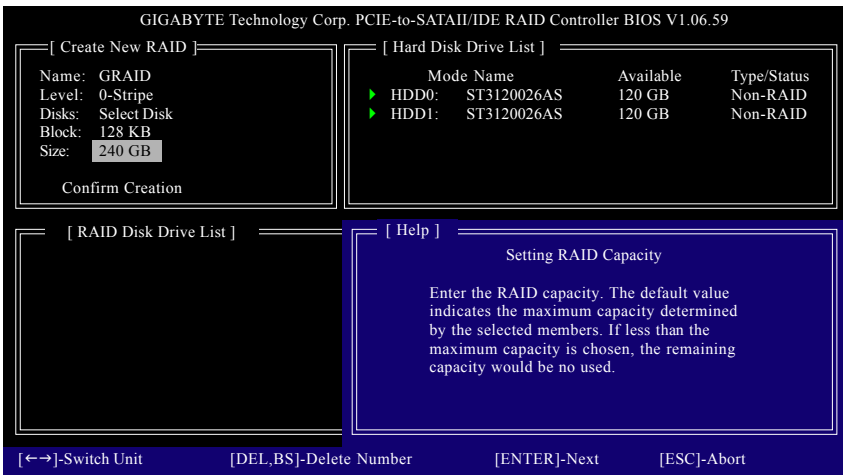 GIGABYTE Technology Corp. PCIE-to-SATAII/IDE RAID Controller BIOS V1.06.59
[ Create New RAID ]
Name: GRAID
Level: 0-Stripe
Disks: Select Disk
Block: 128 KB
Size: 240 GB
Confirm Creation
[ Hard Disk Drive List ]
Mode Name Available Type/Status
HDD0: ST3120026AS 120 GB Non-RAID
HDD1: ST3120026AS 120 GB Non-RAID
[ RAID Disk Drive List ]
[ Help ]
Setting RAID Capacity
Enter the RAID capacity. The default value
indicates the maximum capacity determined
by the selected members. If less than the
maximum capacity is chosen, the remaining
capacity would be no used.
[←→]-Switch Unit [DEL,BS]-Delete Number [ENTER]-Next [ESC]-Abort